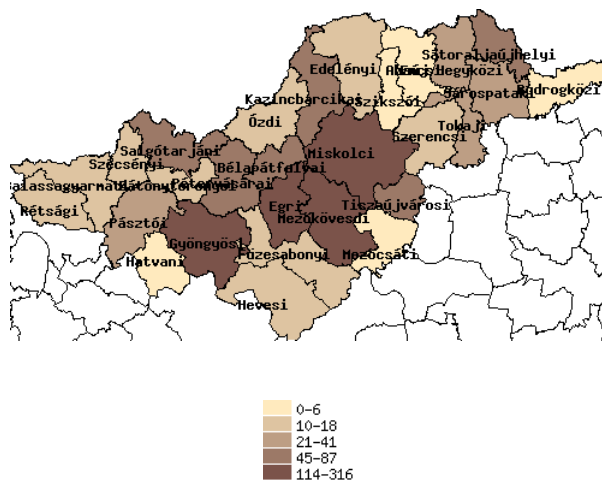 Sátoraljaújhelyi
Edelényi
Hegyközi
Bodrogközi
Kazincbarcikai
Szikszói
Sárospataki
Ózdi
Tokaji
Szerencsi
Salgótarjáni
Miskolci
Szécsényi
Bélapátfalvai
Pétervásárai
Rétsági
Egri
Tiszaújvárosi
Pásztói
Mezőkövesdi
Gyöngyösi
Füzesabonyi
Mezőcsáti
Hatvani
Hevesi
0-6
10-18
21-41
45-87
114-316